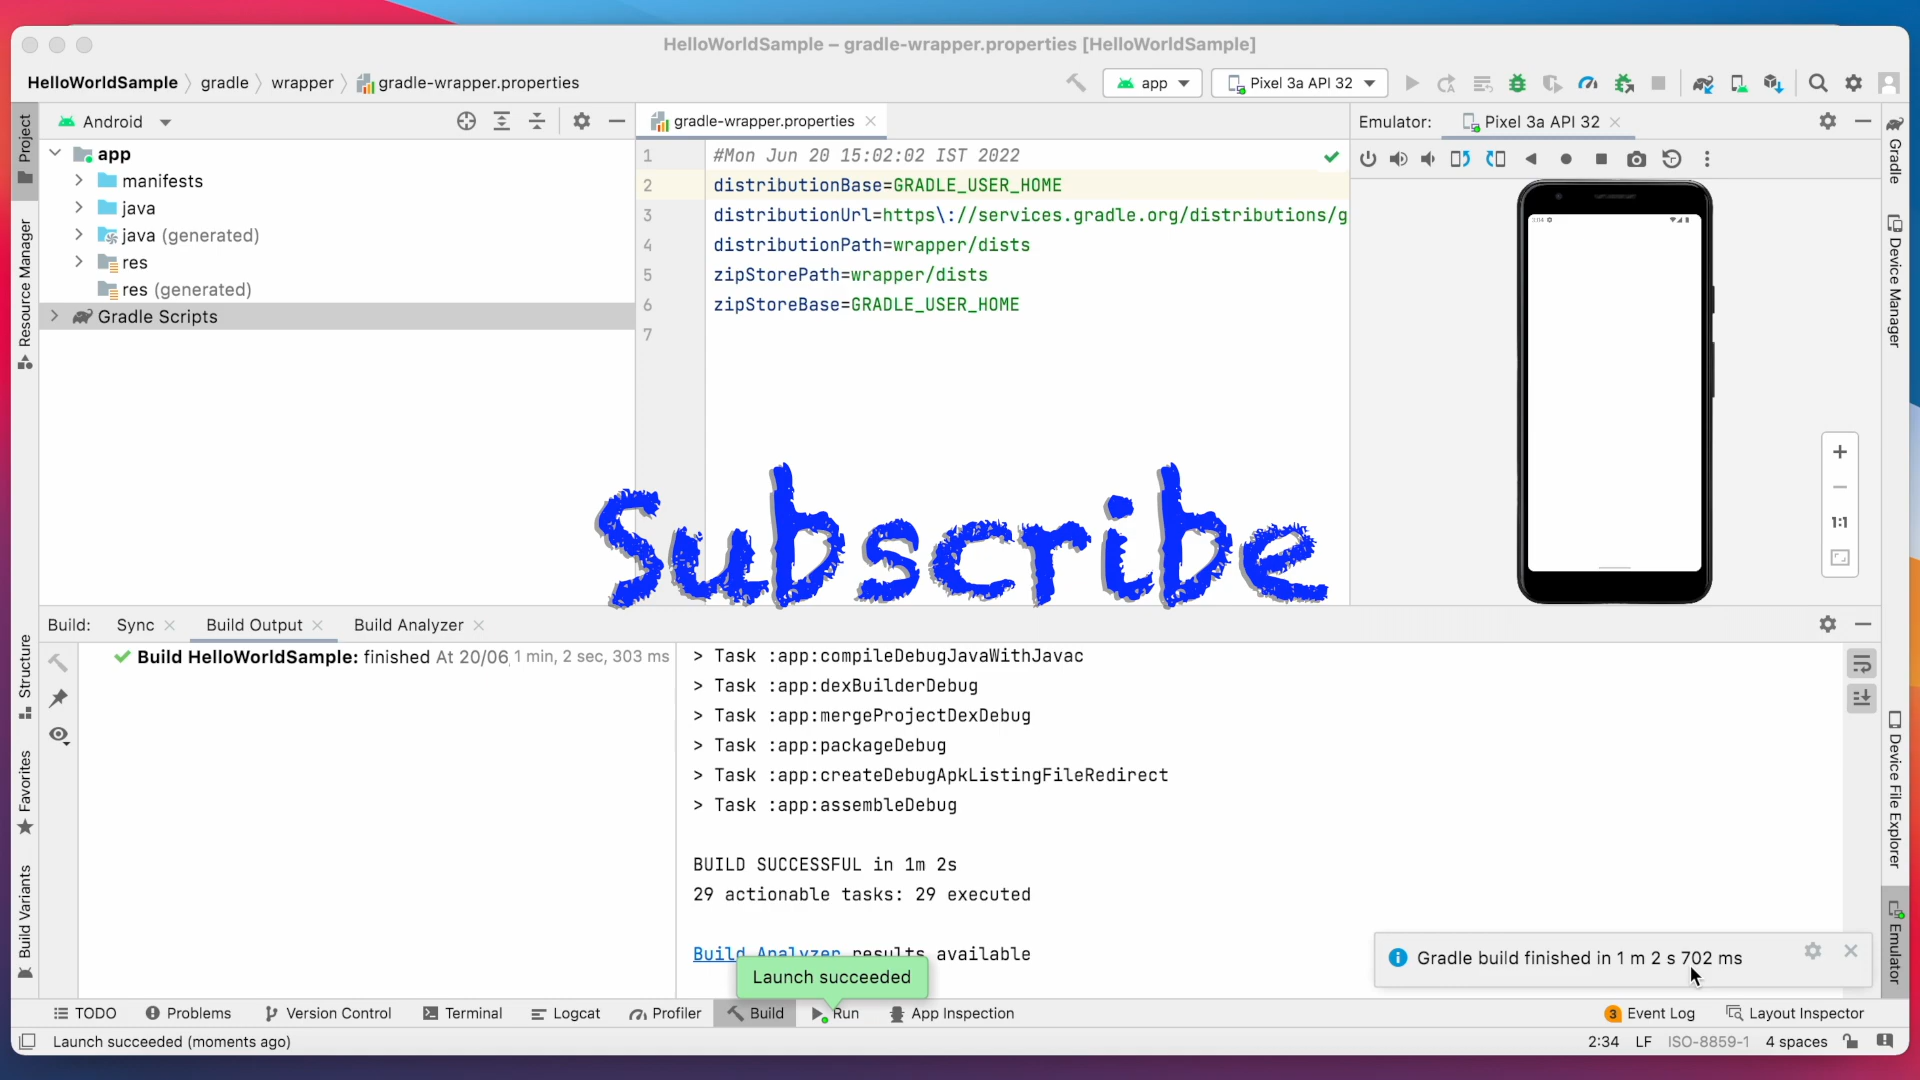 HelloWorldSample – gradle-wrapper.properties [HelloWorldSample]
HelloWorldSample gradle wrapper gradle-wrapper.properties
app
Pixel 3a API 32
Project
Resource Manager
Structure
Favorites
Build Variants
Android
app
manifests
java
java (generated)
res
res (generated)
Gradle Scripts
gradle-wrapper.properties
1 #Mon Jun 20 15:02:02 IST 2022
2 distributionBase=GRADLE_USER_HOME
3 distributionUrl=https\://services.gradle.org/distributions/g
4 distributionPath=wrapper/dists
5 zipStorePath=wrapper/dists
6 zipStoreBase=GRADLE_USER_HOME
7
Emulator: Pixel 3a API 32
1:1
Gradle
Device Manager
Device File Explorer
Emulator
Subscribe
Build: Sync Build Output Build Analyzer
Build HelloWorldSample: finished At 20/06, 1 min, 2 sec, 303 ms
> Task :app:compileDebugJavaWithJavac
> Task :app:dexBuilderDebug
> Task :app:mergeProjectDexDebug
> Task :app:packageDebug
> Task :app:createDebugApkListingFileRedirect
> Task :app:assembleDebug
BUILD SUCCESSFUL in 1m 2s
29 actionable tasks: 29 executed
Build Analyzer results available
Launch succeeded
Gradle build finished in 1 m 2 s 702 ms
TODO Problems Version Control Terminal Logcat Profiler Build Run App Inspection
3 Event Log Layout Inspector
Launch succeeded (moments ago)
2:34 LF ISO-8859-1 4 spaces